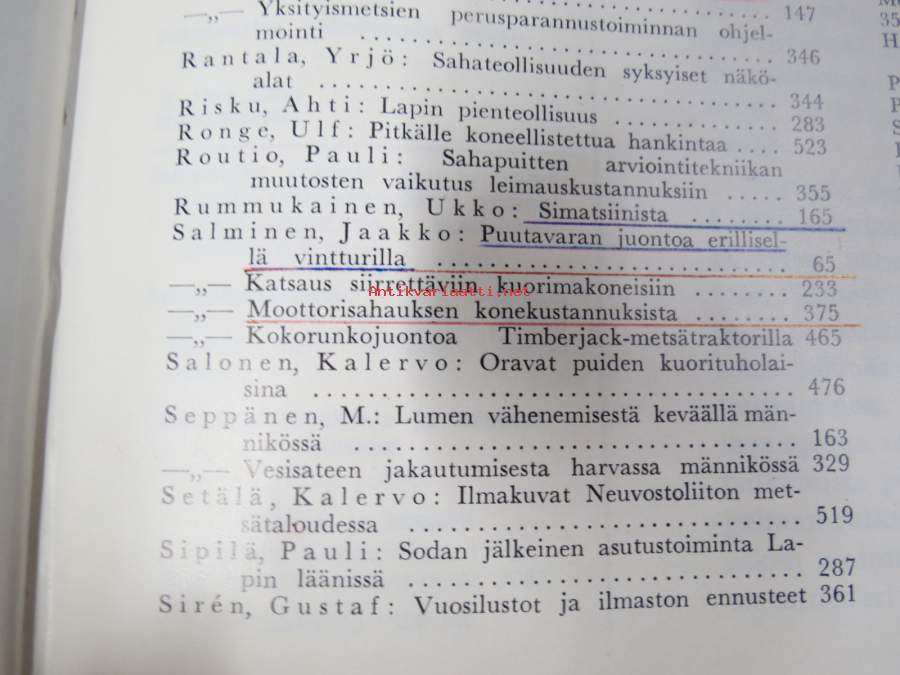 —„— Yksityismetsien perusparannustoiminnan ohjel-
mointi .................................. 147
Rantala, Yrjö: Sahateollisuuden syksyiset näkö- 346
alat .................................. 344
Risku, Ahti: Lapin pienteollisuus .............. 283
Ronge, Ulf: Pitkälle koneellistettua hankintaa .... 523
Routio, Pauli: Sahapuitten arviointitekniikan
muutosten vaikutus leimauskustannuksiin ..... 355
Rummukainen, Ukko: Simatsiinista ........ 165
Salminen, Jaakko: Puutavaran juontoa erillisel-
lä vintturilla .............................. 65
—„— Katsaus siirrettäviin kuorimakoneisiin ........ 233
—„— Moottorisahauksen konekustannuksista ........ 375
—„— Kokorunkojuontoa Timberjack-metsätraktorilla 465
Salonen, Kalervo: Oravat puiden kuorituholai-
sina .................................. 476
Seppänen, M.: Lumen vähenemisestä keväällä män-
nikössä .................................. 163
—„— Vesisateen jakautumisesta harvassa männikössä 329
Setälä, Kalervo: Ilmakuvat Neuvostoliiton met-
sätaloudessa .............................. 519
Sipilä, Pauli: Sodan jälkeinen asutustoiminta La-
pin läänissä .............................. 287
Sirén, Gustaf: Vuosilustot ja ilmaston ennusteet 361
Antikvariaatti.net
35
H
P